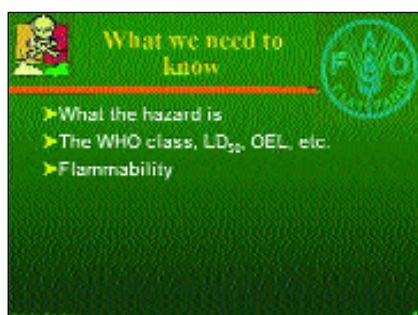 What we need to
know
F A O
➤What the hazard is
➤The WHO class, LD₅₀, OEL, etc.
➤Flammability